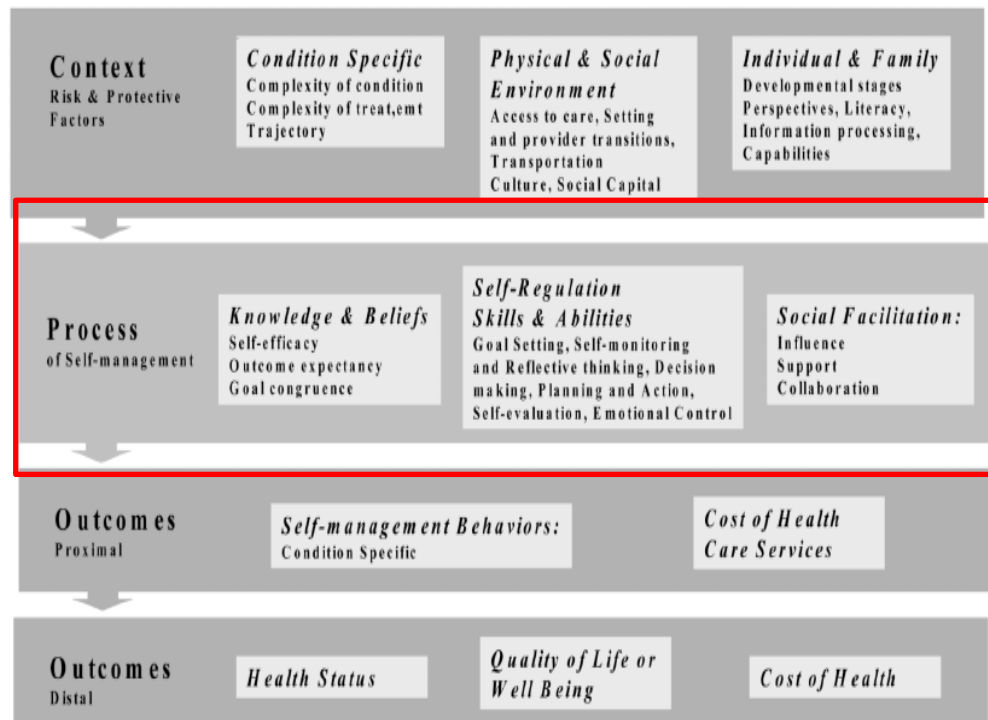 Context
Risk & Protective
Factors
Condition Specific
Complexity of condition
Complexity of treat,emt
Trajectory
Physical & Social
Environment
Access to care, Setting
and provider transitions,
Transportation
Culture, Social Capital
Individual & Family
Developmental stages
Perspectives, Literacy,
Information processing,
Capabilities
Process
of Self-management
Knowledge & Beliefs
Self-efficacy
Outcome expectancy
Goal congruence
Self-Regulation
Skills & Abilities
Goal Setting, Self-monitoring
and Reflective thinking, Decision
making, Planning and Action,
Self-evaluation, Emotional Control
Social Facilitation:
Influence
Support
Collaboration
Outcomes
Proximal
Self-management Behaviors:
Condition Specific
Cost of Health
Care Services
Outcomes
Distal
Health Status
Quality of Life or
Well Being
Cost of Health